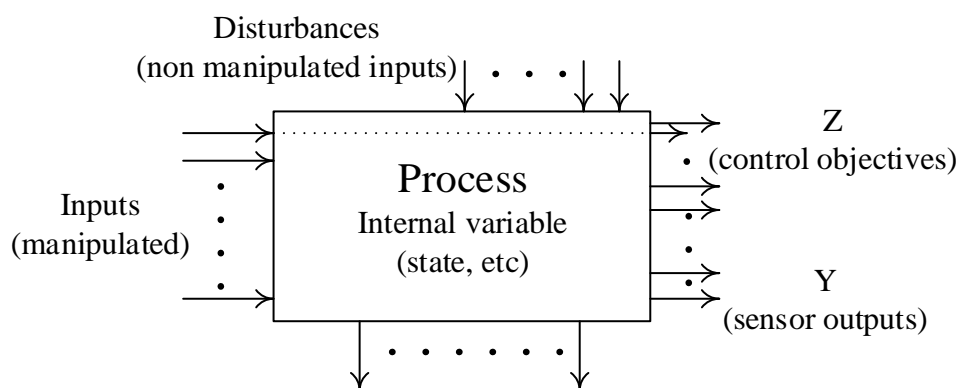 Disturbances
(non manipulated inputs)
Z
(control objectives)
Process
Internal variable
(state, etc)
Inputs
(manipulated)
Y
(sensor outputs)